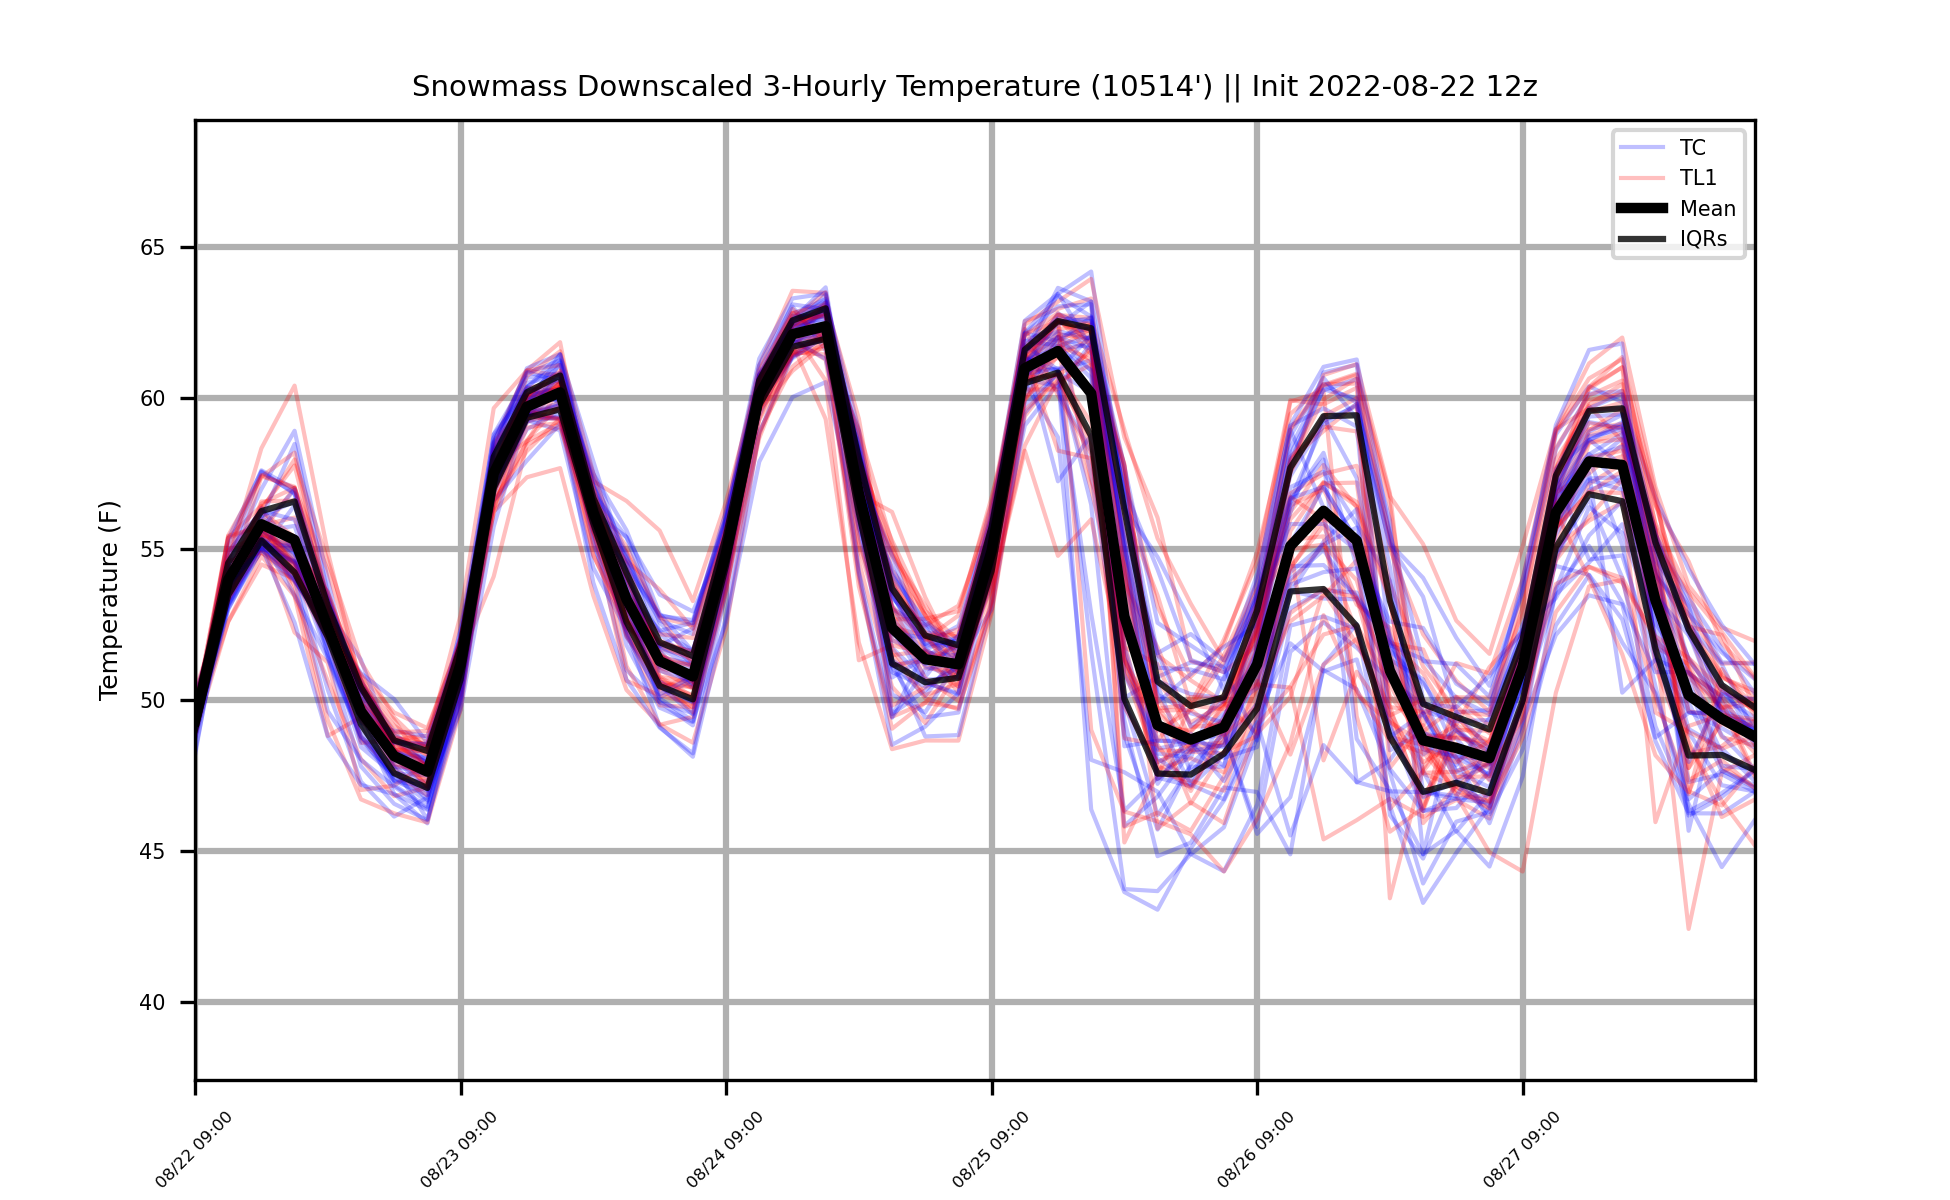 Snowmass Downscaled 3-Hourly Temperature (10514') || Init 2022-08-22 12z
TC
TL1
Mean
IQRs
Temperature (F)
65
60
55
50
45
40
08/22 09:00
08/23 09:00
08/24 09:00
08/25 09:00
08/26 09:00
08/27 09:00